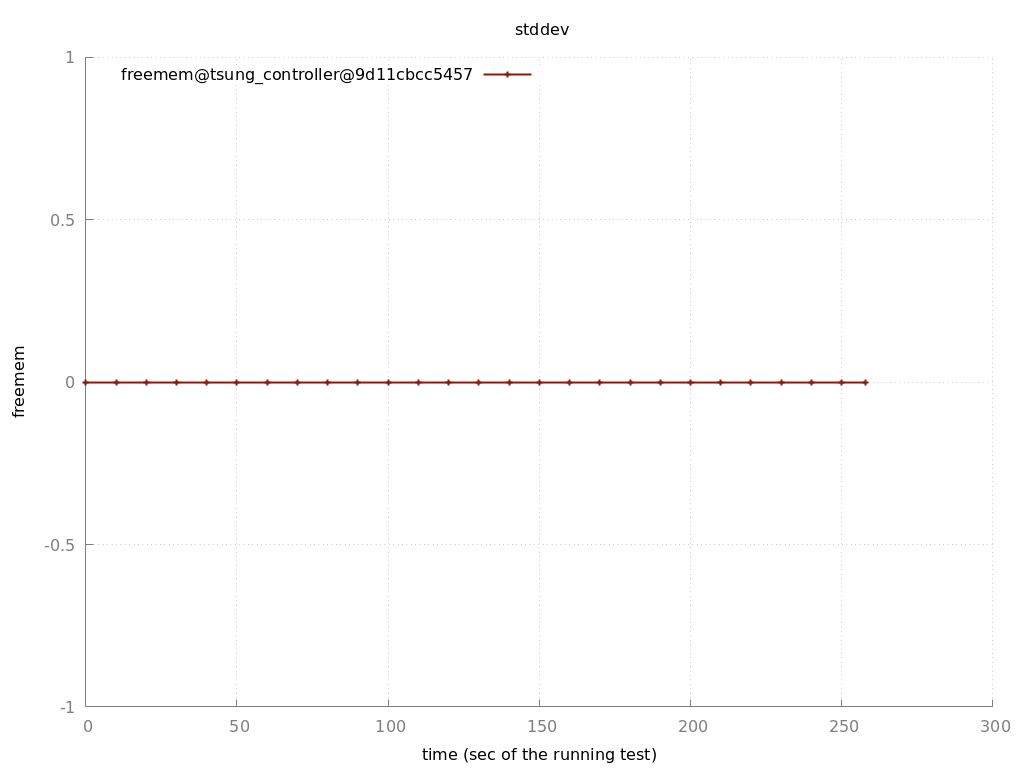 stddev
freemem@tsung_controller@9d11cbcc5457
1
0.5
0
-0.5
-1
freemem
0 50 100 150 200 250 300
time (sec of the running test)